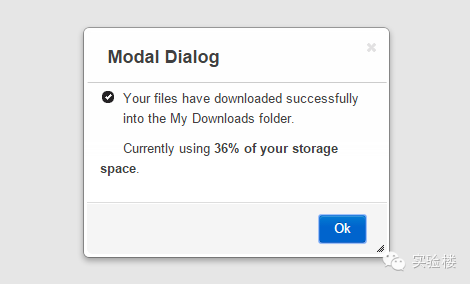 Modal Dialog
Your files have downloaded successfully
into the My Downloads folder.
Currently using 36% of your storage
space.
Ok
实验楼